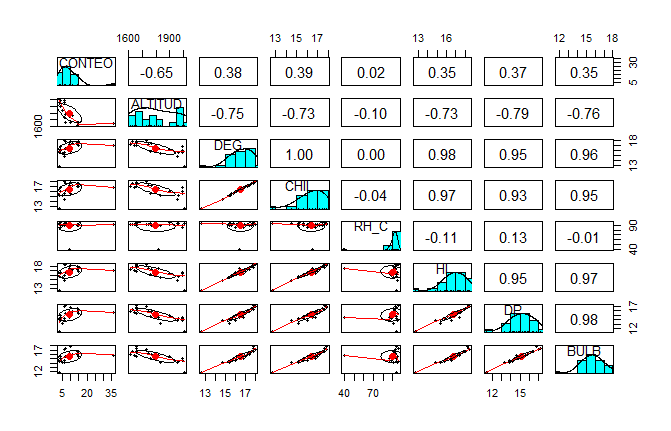 1600 1900 13 15 17 13 16 12 15 18
CONTEO -0.65 0.38 0.39 0.02 0.35 0.37 0.35 5 30
1600 ALTITUD -0.75 -0.73 -0.10 -0.73 -0.79 -0.76
DEG 1.00 0.00 0.98 0.95 0.96 13 18
13 17 CHI -0.04 0.97 0.93 0.95
RH_C -0.11 0.13 -0.01 40 90
13 18 HI 0.95 0.97
DP 0.98 12 17
12 17 BULB
5 20 35 13 15 17 40 70 12 15